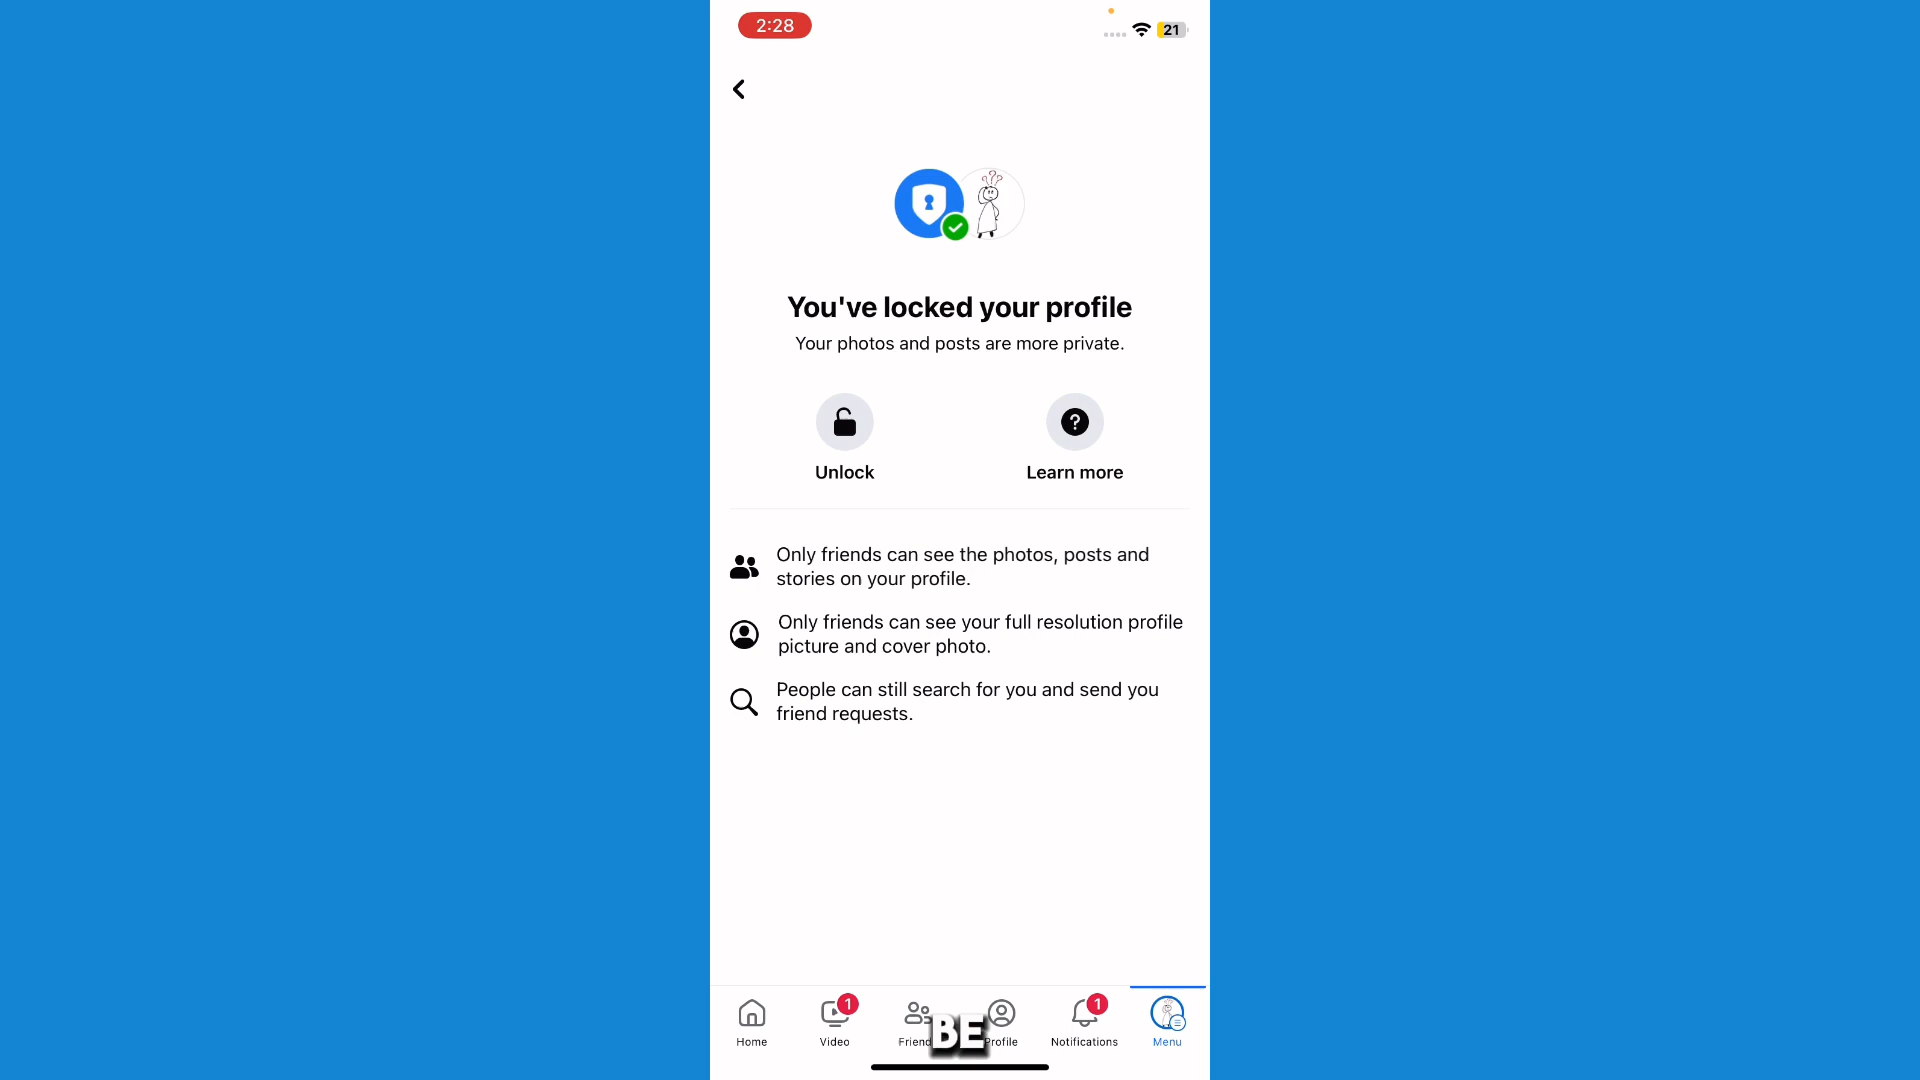 2:28
21
You've locked your profile
Your photos and posts are more private.
Unlock
Learn more
Only friends can see the photos, posts and
stories on your profile.
Only friends can see your full resolution profile
picture and cover photo.
People can still search for you and send you
friend requests.
1
1
Home
Video
Friend
BE
Profile
Notifications
Menu